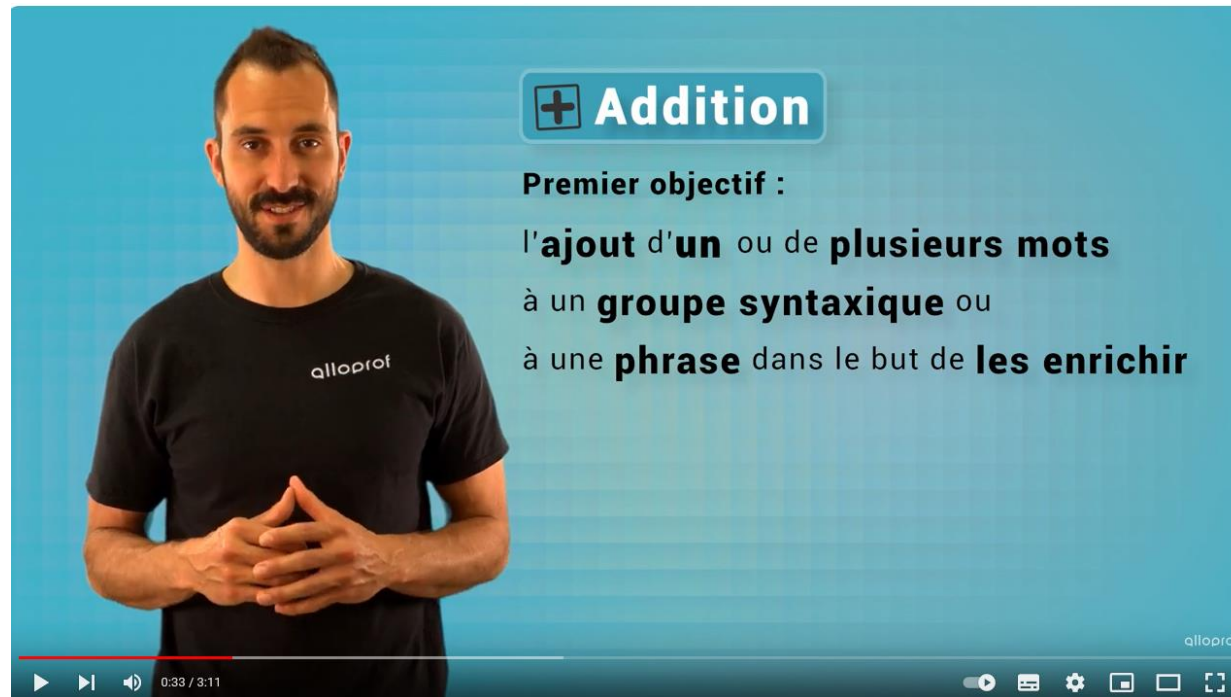 Addition
Premier objectif :
l'ajout d'un ou de plusieurs mots
à un groupe syntaxique ou
à une phrase dans le but de les enrichir
alloprof
0:33 / 3:11